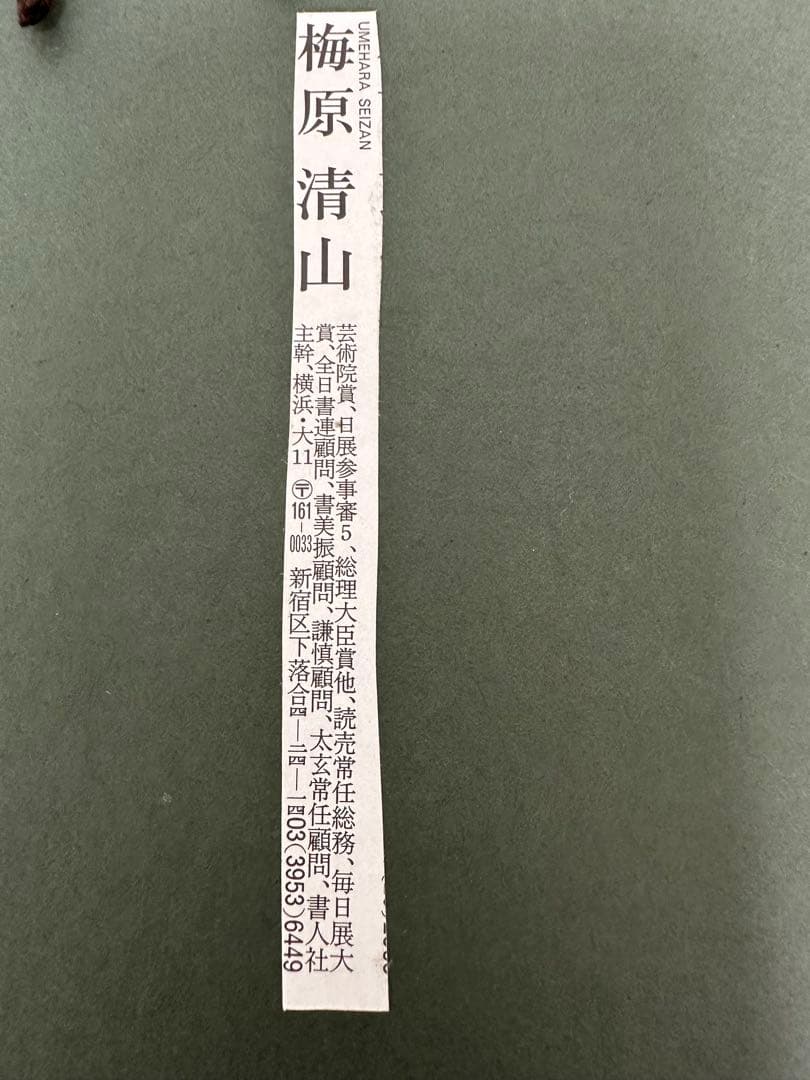 梅原 清山
UMEHARA SEIZAN
芸術院賞、日展参事審5、総理大臣賞他、読売常任総務、毎日展大
賞、全日書連顧問、書美振顧問、謙慎顧問、太玄常任顧問、書人社
主幹、横浜・大11 〶161-0033 新宿区下落合四—二四—一四03(3953)6449